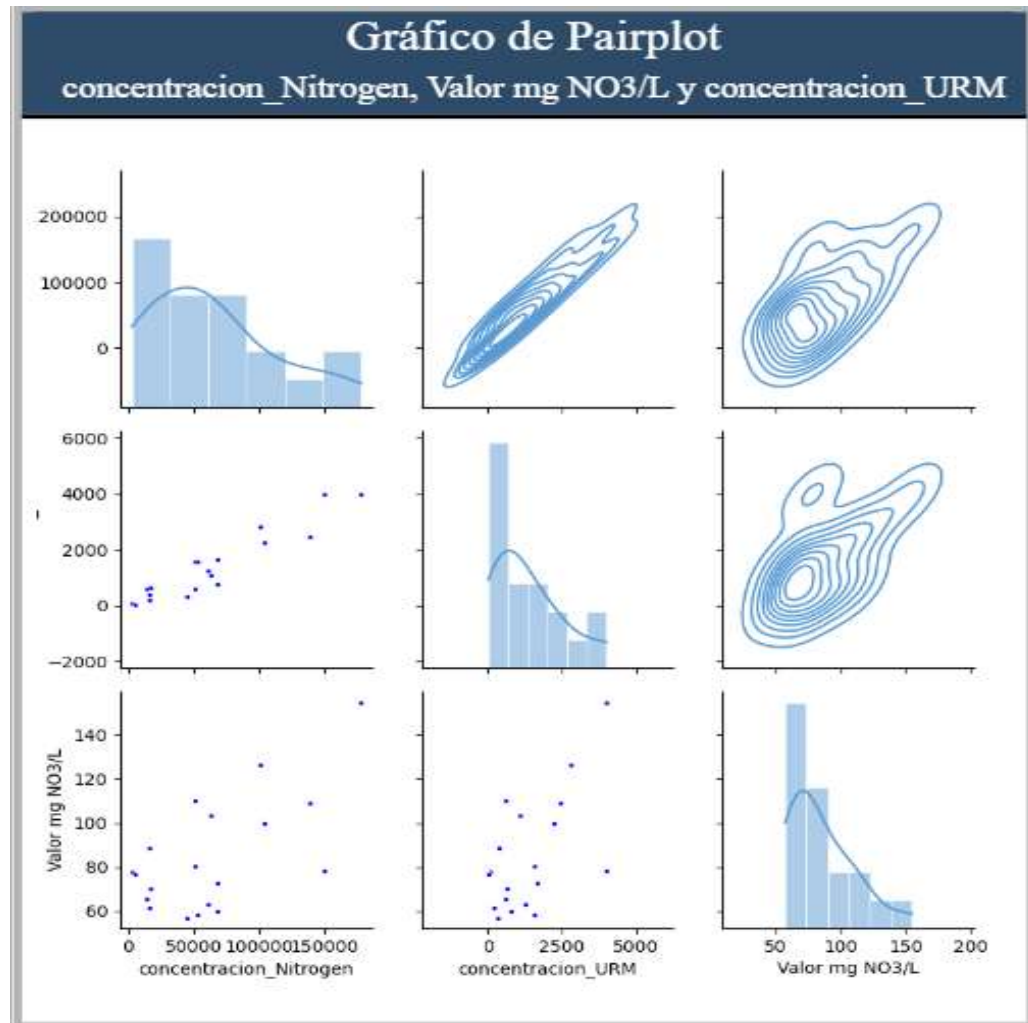 Gráfico de Pairplot
concentracion_Nitrogen, Valor mg NO3/L y concentracion_URM
200000
100000
0
6000
4000
2000
0
−2000
Valor mg NO3/L
140
120
100
80
60
0 50000 100000 150000
concentracion_Nitrogen
0 2500 5000
concentracion_URM
50 100 150 200
Valor mg NO3/L